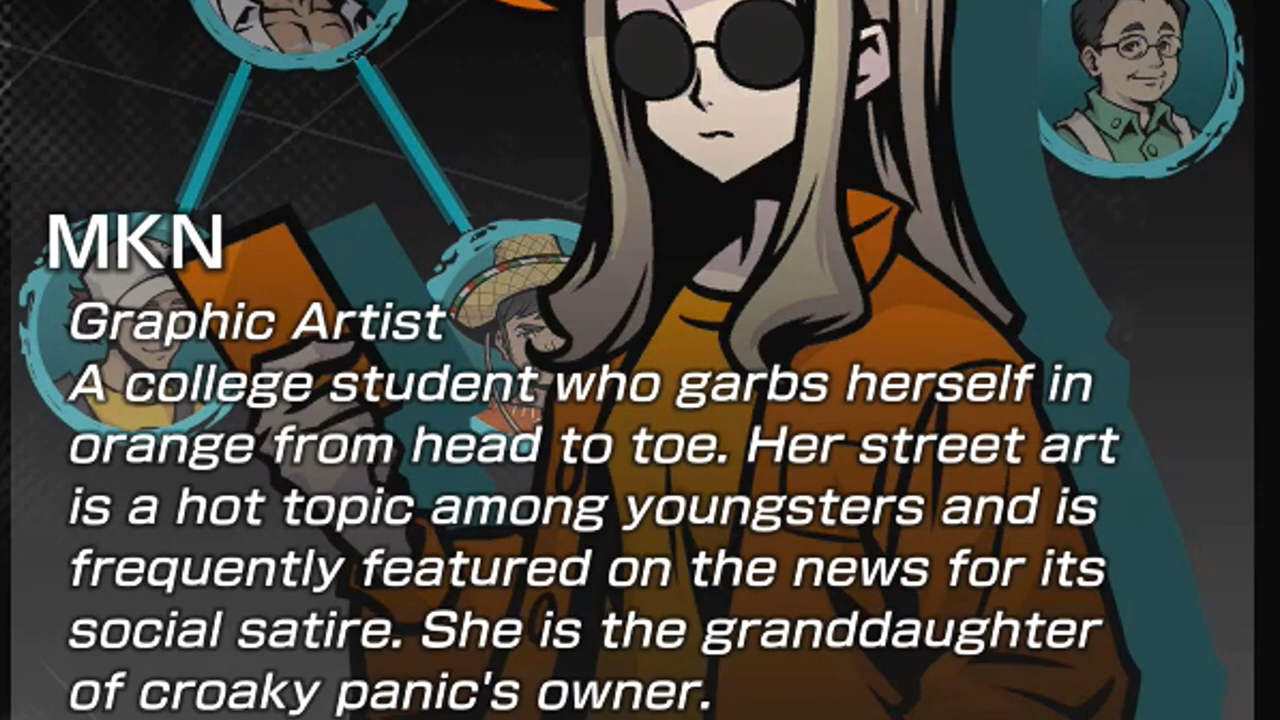 MKN
Graphic Artist
A college student who garbs herself in
orange from head to toe. Her street art
is a hot topic among youngsters and is
frequently featured on the news for its
social satire. She is the granddaughter
of croaky panic's owner.